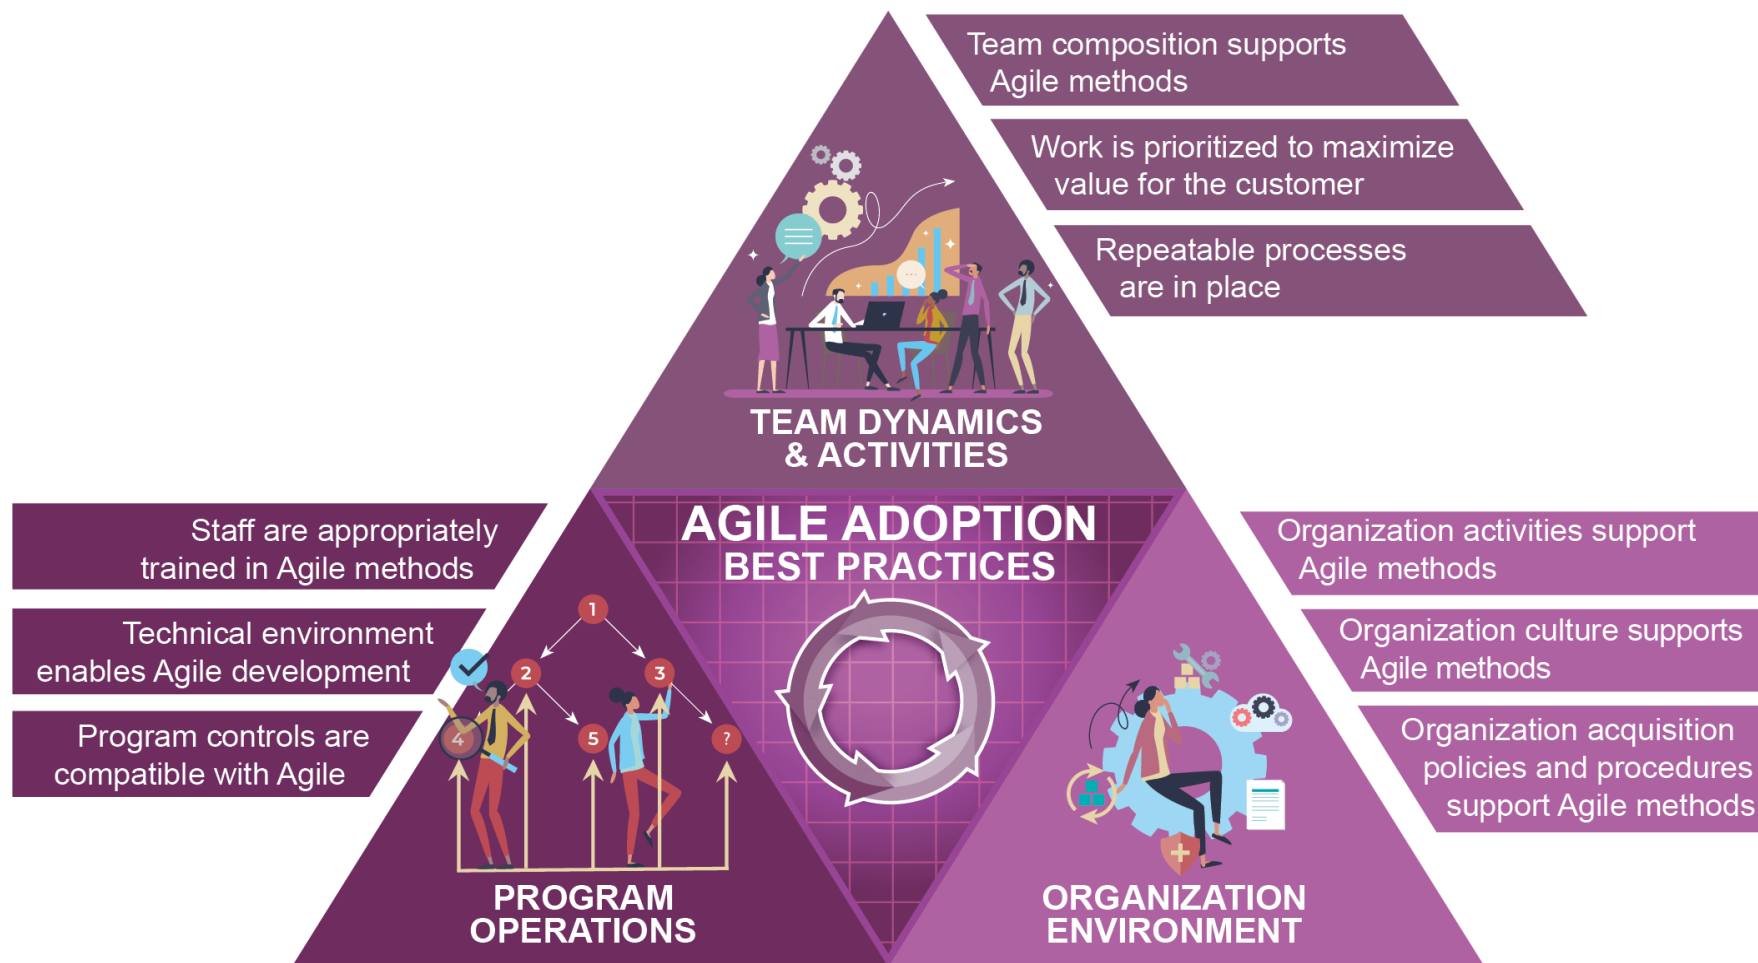 Team composition supports
Agile methods
Work is prioritized to maximize
value for the customer
Repeatable processes
are in place
TEAM DYNAMICS
& ACTIVITIES
AGILE ADOPTION
BEST PRACTICES
Staff are appropriately
trained in Agile methods
Technical environment
enables Agile development
Program controls are
compatible with Agile
1
2
3
4
5
?
PROGRAM
OPERATIONS
Organization activities support
Agile methods
Organization culture supports
Agile methods
Organization acquisition
policies and procedures
support Agile methods
ORGANIZATION
ENVIRONMENT